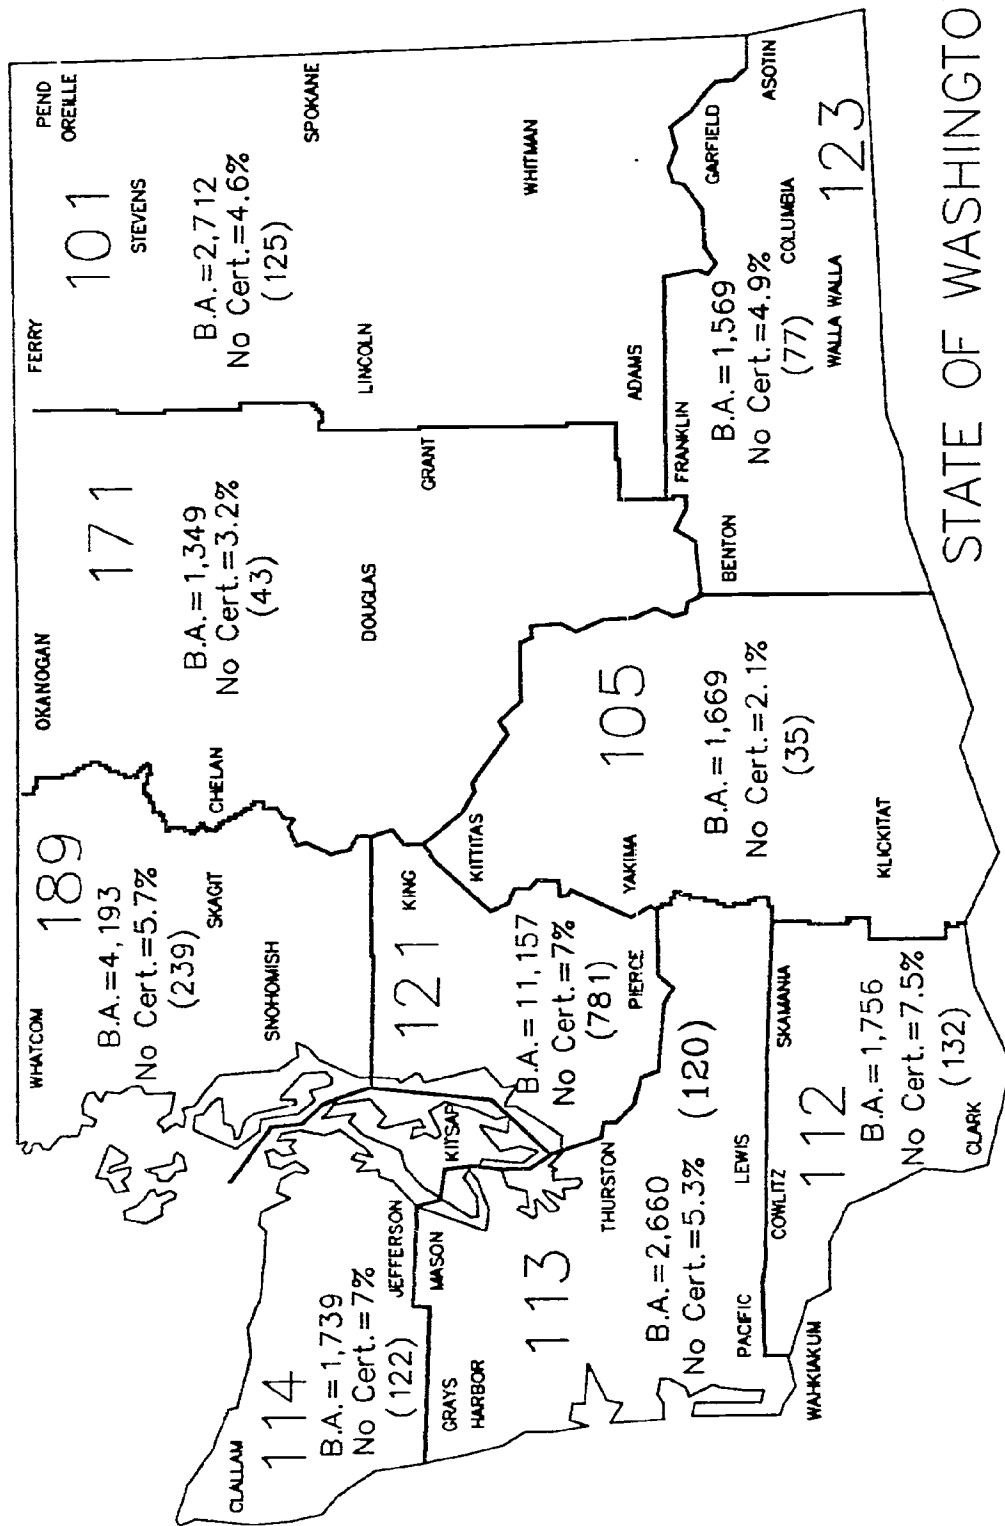 WHATCOM
189
B.A.=4,193
No Cert.=5.7%
(239)
SKAGIT
SNOHOMISH
OKANOGAN
171
B.A.=1,349
No Cert.=3.2%
(43)
CHELAN
DOUGLAS
GRANT
FERRY
PEND
OREILLE
101
STEVENS
B.A.=2,712
No Cert.=4.6%
(125)
SPOKANE
LINCOLN
WHITMAN
ADAMS
CLALLAM
114
B.A.=1,739
No Cert.=7%
(122)
JEFFERSON
KITSAP
121
KING
B.A.=11,157
No Cert.=7%
(781)
PIERCE
MASON
GRAYS
HARBOR
113
THURSTON
B.A.=2,660
No Cert.=5.3%
(120)
PACIFIC
LEWIS
KITTITAS
105
YAKIMA
B.A.=1,669
No Cert.=2.1%
(35)
KLICKITAT
FRANKLIN
BENTON
B.A.=1,569
No Cert.=4.9%
(77)
GARFIELD
ASOTIN
COLUMBIA
WALLA WALLA
123
WAHKIAKUM
COWLITZ
SKAMANIA
112
B.A.=1,756
No Cert.=7.5%
(132)
CLARK
STATE OF WASHINGTO